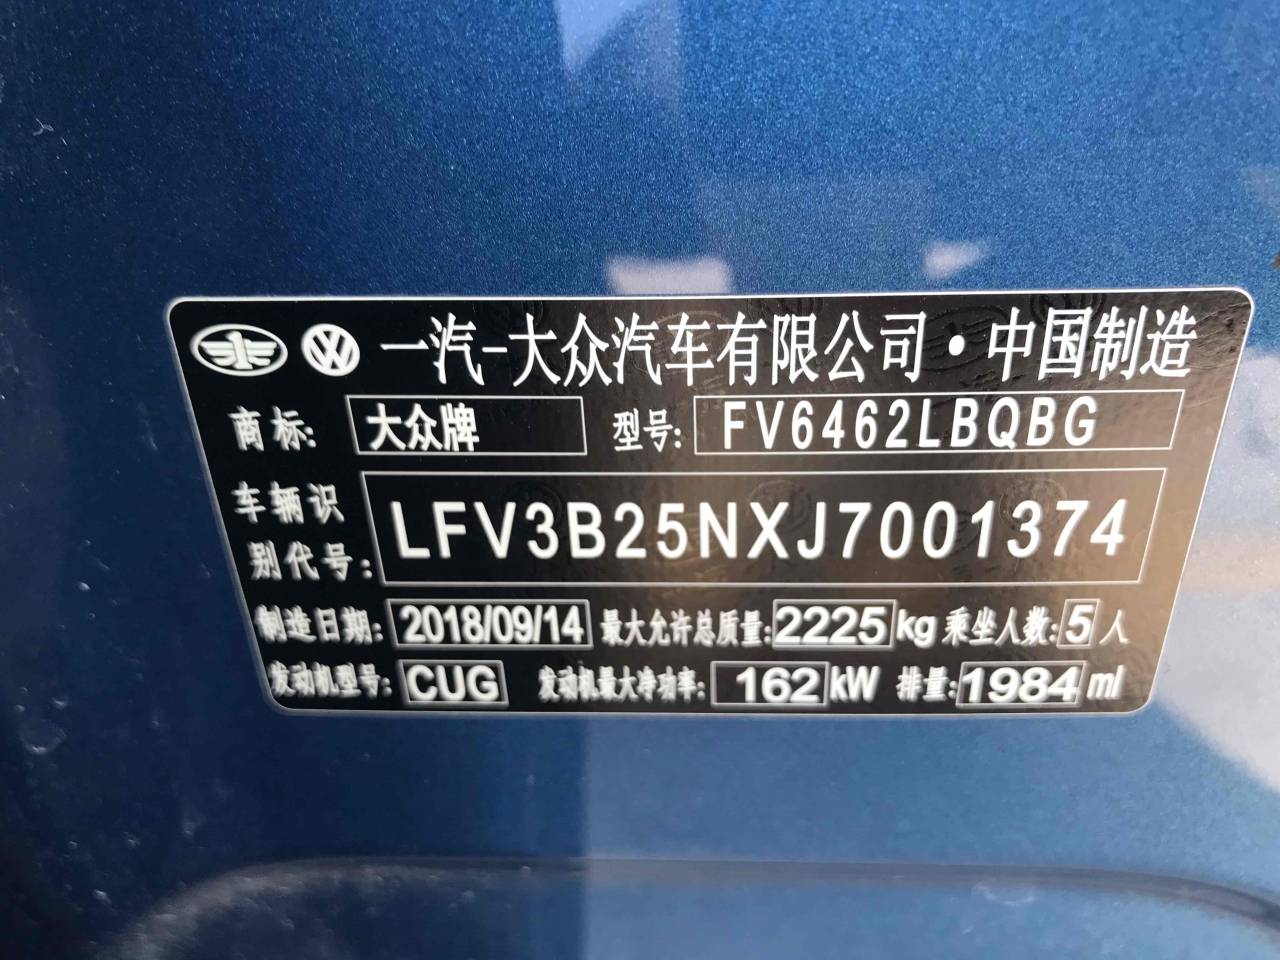 一汽-大众汽车有限公司·中国制造
商标: 大众牌 型号: FV6462LBQBG
车辆识
别代号: LFV3B25NXJ7001374
制造日期: 2018/09/14 最大允许总质量: 2225 kg 乘坐人数: 5 人
发动机型号: CUG 发动机最大净功率: 162 kW 排量: 1984 ml